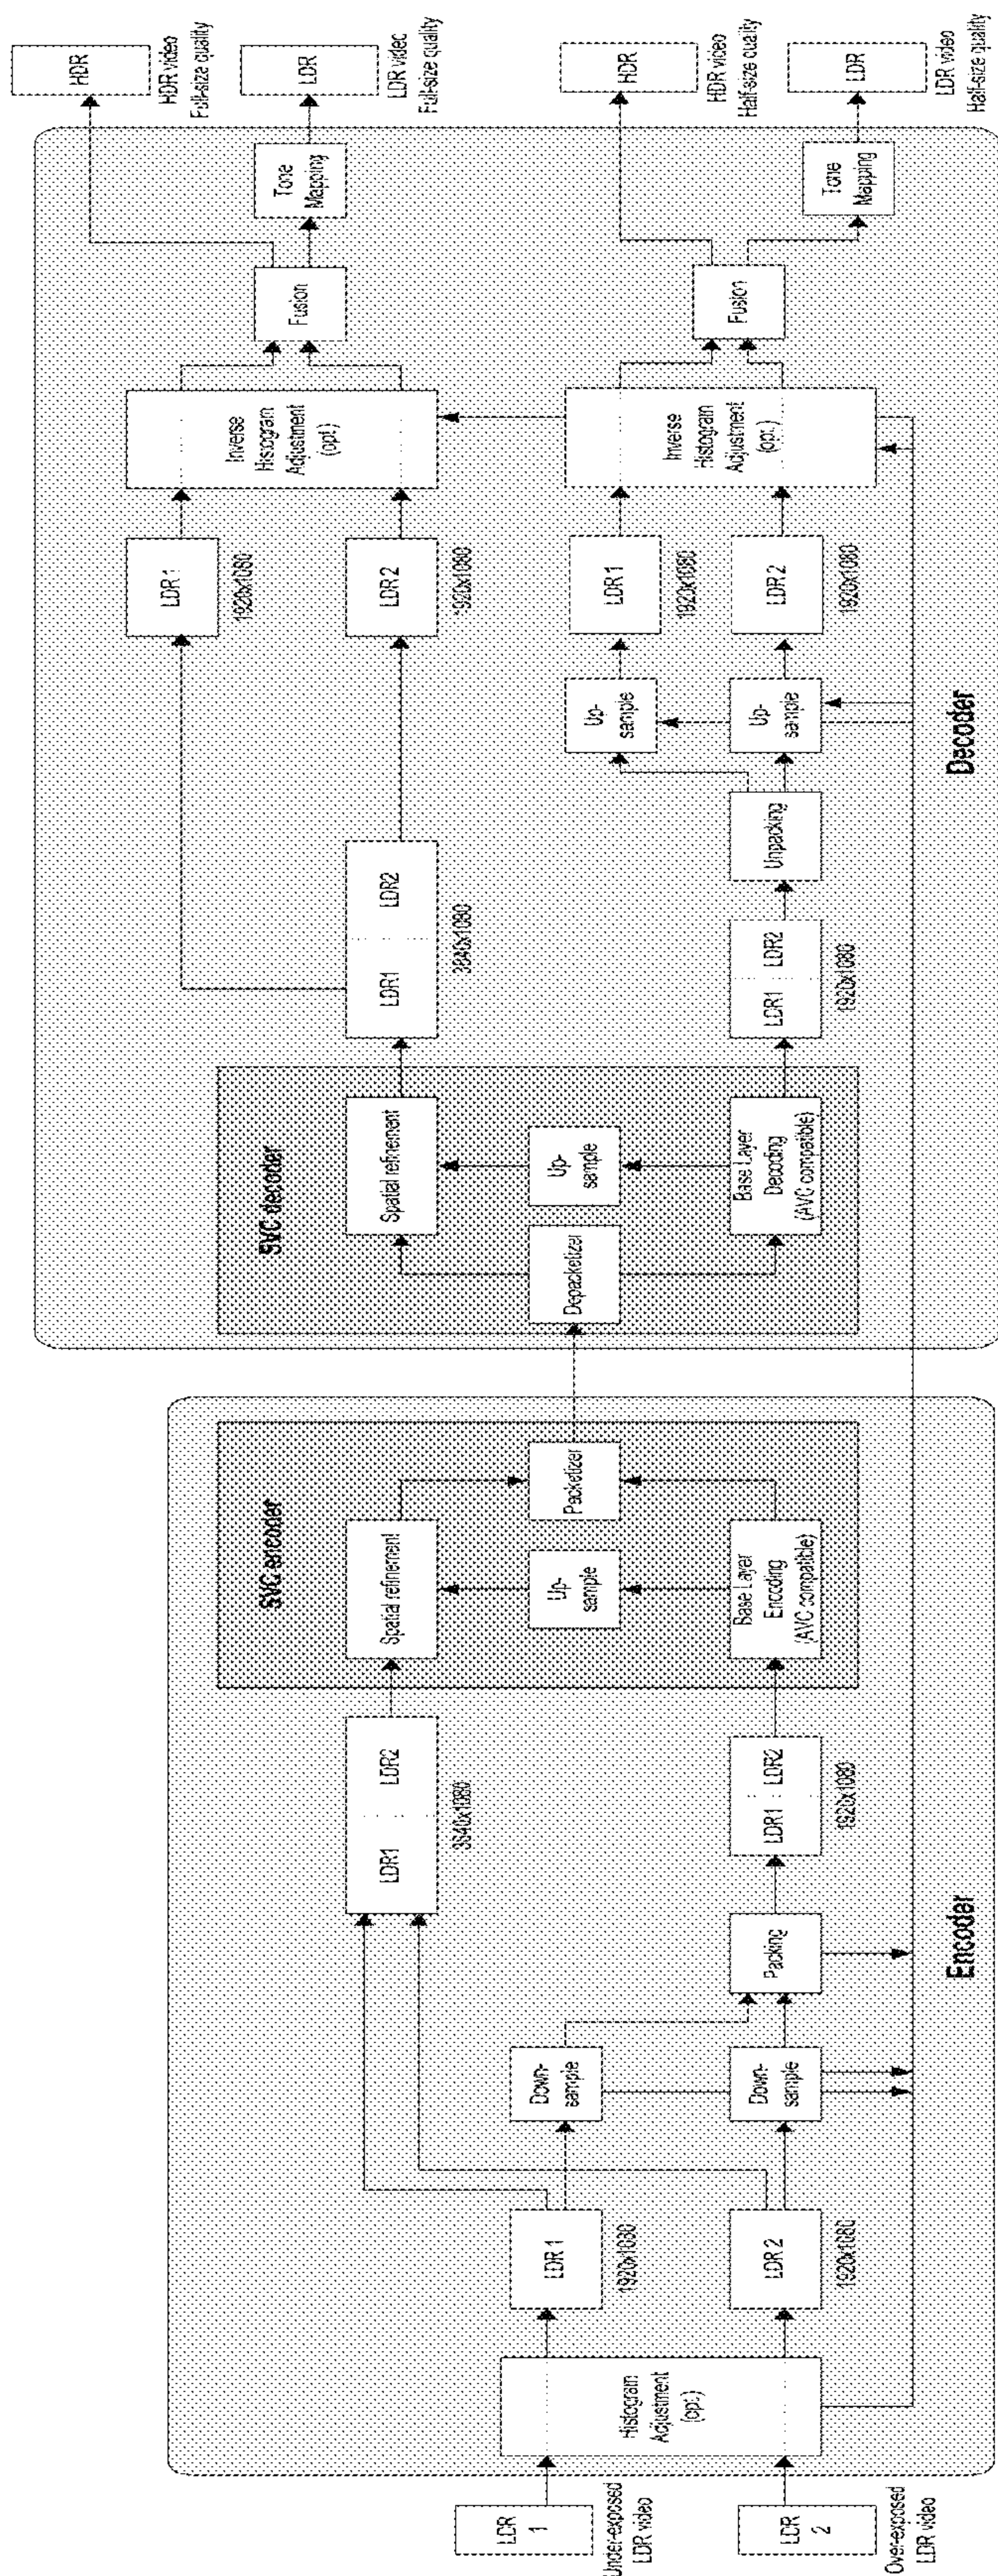 LDR
1
Under-exposed
LDR video
LDR
2
Over-exposed
LDR video
Histogram
Adjustment
(opt.)
LDR 1
1920x1080
LDR 2
1920x1080
Down-
sample
Down-
sample
Packing
LDR1
LDR2
3840x1080
LDR1
LDR2
1920x1080
SVC encoder
Spatial refinement
Up-
sample
Base Layer
Encoding
(AVC compatible)
Packetizer
Encoder
SVC decoder
Depacketizer
Spatial refinement
Up-
sample
Base Layer
Decoding
(AVC compatible)
LDR1
LDR2
3840x1080
LDR1
LDR2
1920x1080
Unpacking
Up-
sample
Up-
sample
LDR 1
1920x1080
LDR 2
1920x1080
LDR 1
1920x1080
LDR 2
1920x1080
Inverse
Histogram
Adjustment
(opt.)
Inverse
Histogram
Adjustment
(opt.)
Fusion
Fusion
Tone
Mapping
Tone
Mapping
Decoder
HDR
HDR video
Full-size quality
LDR
LDR video
Full-size quality
HDR
HDR video
Half-size quality
LDR
LDR video
Half-size quality